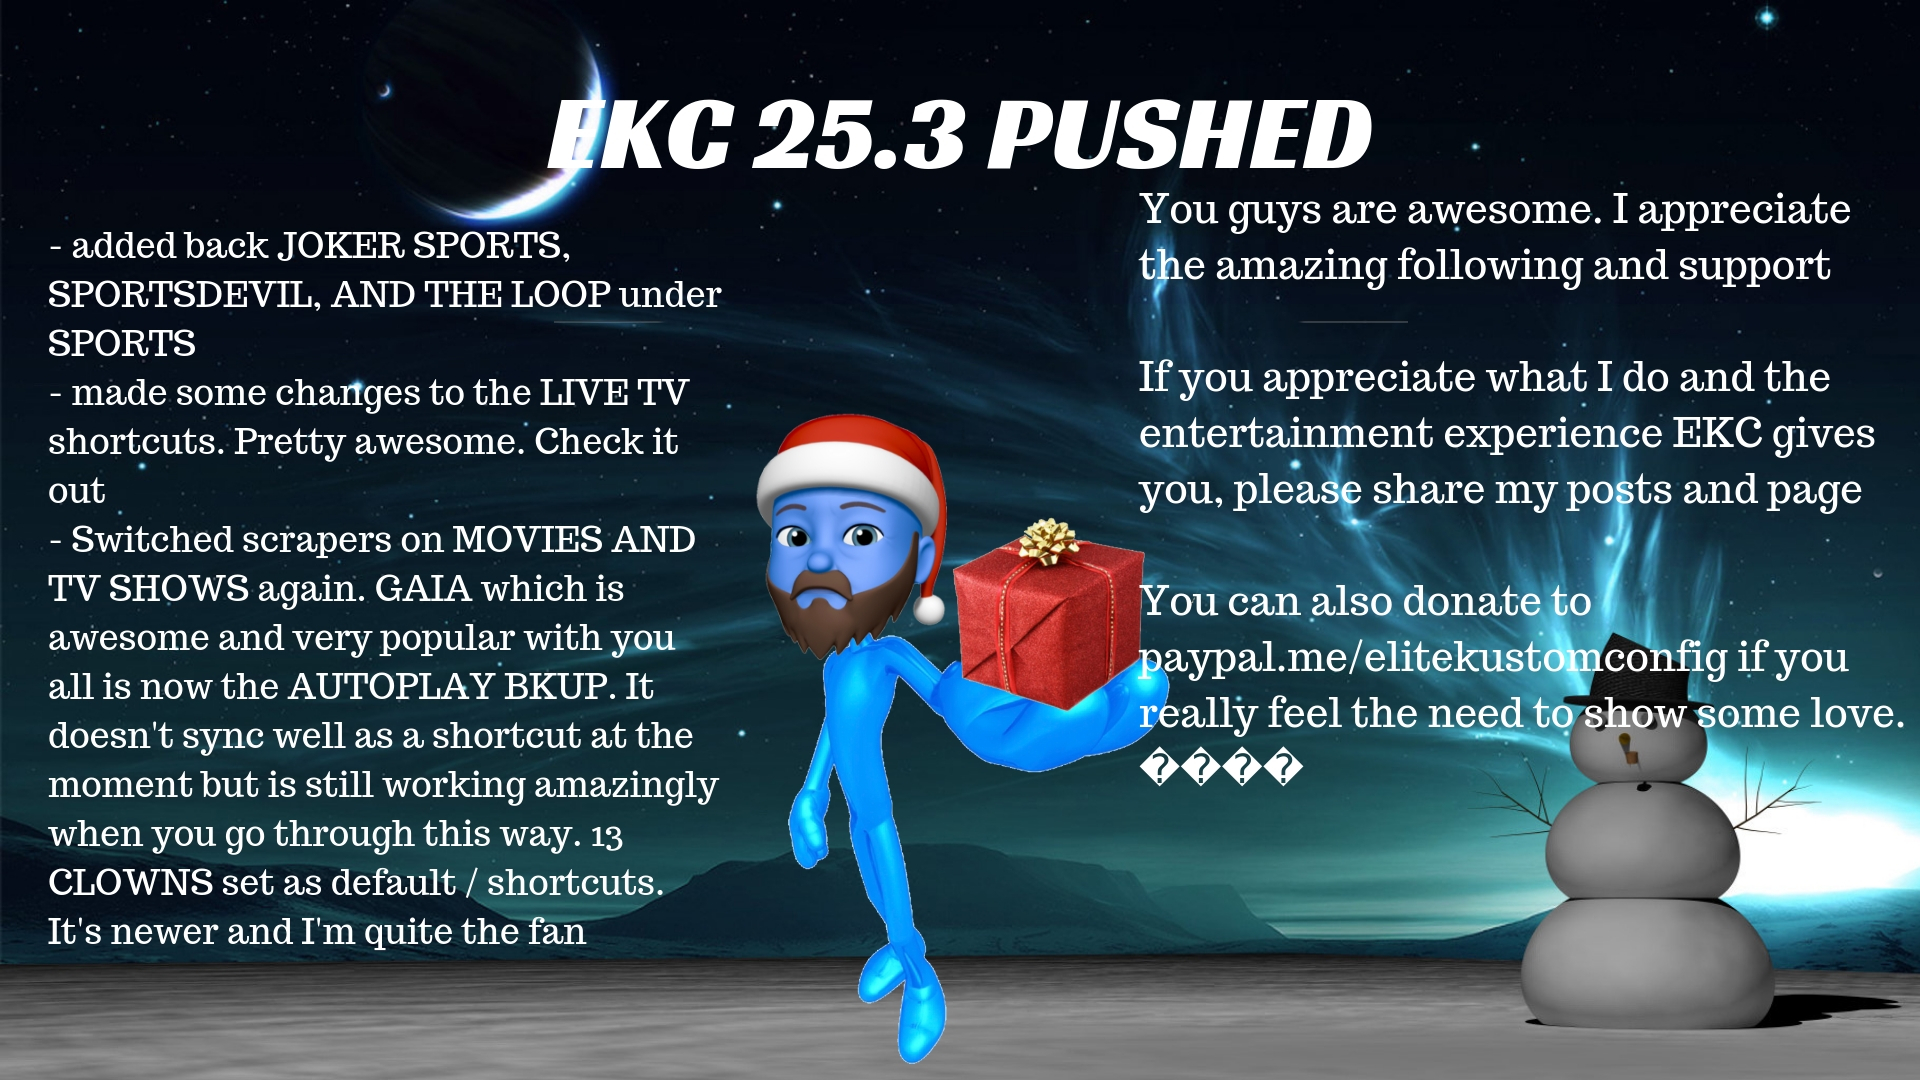 EKC 25.3 PUSHED
- added back JOKER SPORTS,
SPORTSDEVIL, AND THE LOOP under
SPORTS
- made some changes to the LIVE TV
shortcuts. Pretty awesome. Check it
out
- Switched scrapers on MOVIES AND
TV SHOWS again. GAIA which is
awesome and very popular with you
all is now the AUTOPLAY BKUP. It
doesn't sync well as a shortcut at the
moment but is still working amazingly
when you go through this way. 13
CLOWNS set as default / shortcuts.
It's newer and I'm quite the fan
You guys are awesome. I appreciate
the amazing following and support
If you appreciate what I do and the
entertainment experience EKC gives
you, please share my posts and page
You can also donate to
paypal.me/elitekustomconfig if you
really feel the need to show some love.
����